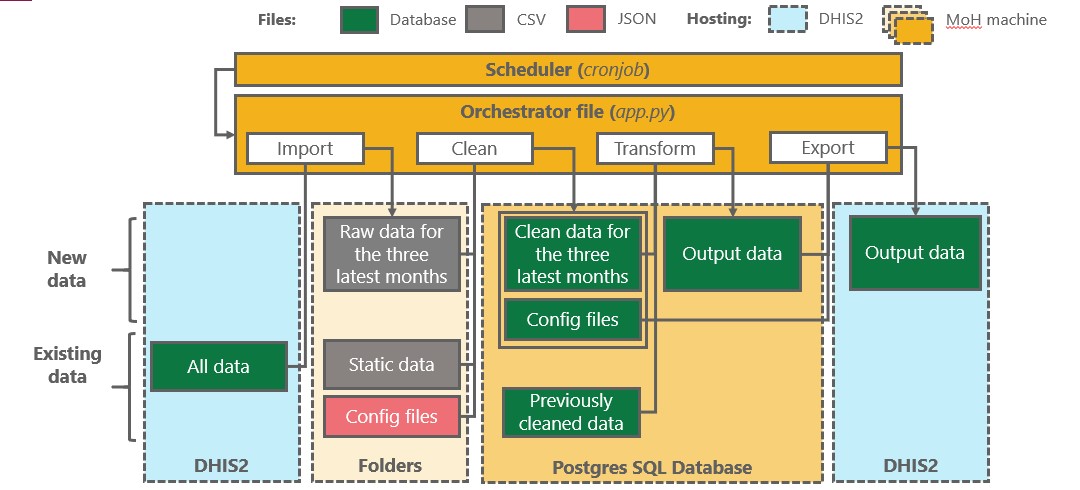 Files: Database CSV JSON Hosting: DHIS2 MoH machine
Scheduler (cronjob)
Orchestrator file (app.py)
Import Clean Transform Export
New
data
Raw data for
the three
latest months
Clean data for
the three
latest months
Output data
Output data
Config files
Existing
data
All data
Static data
Config files
Previously
cleaned data
DHIS2 Folders Postgres SQL Database DHIS2